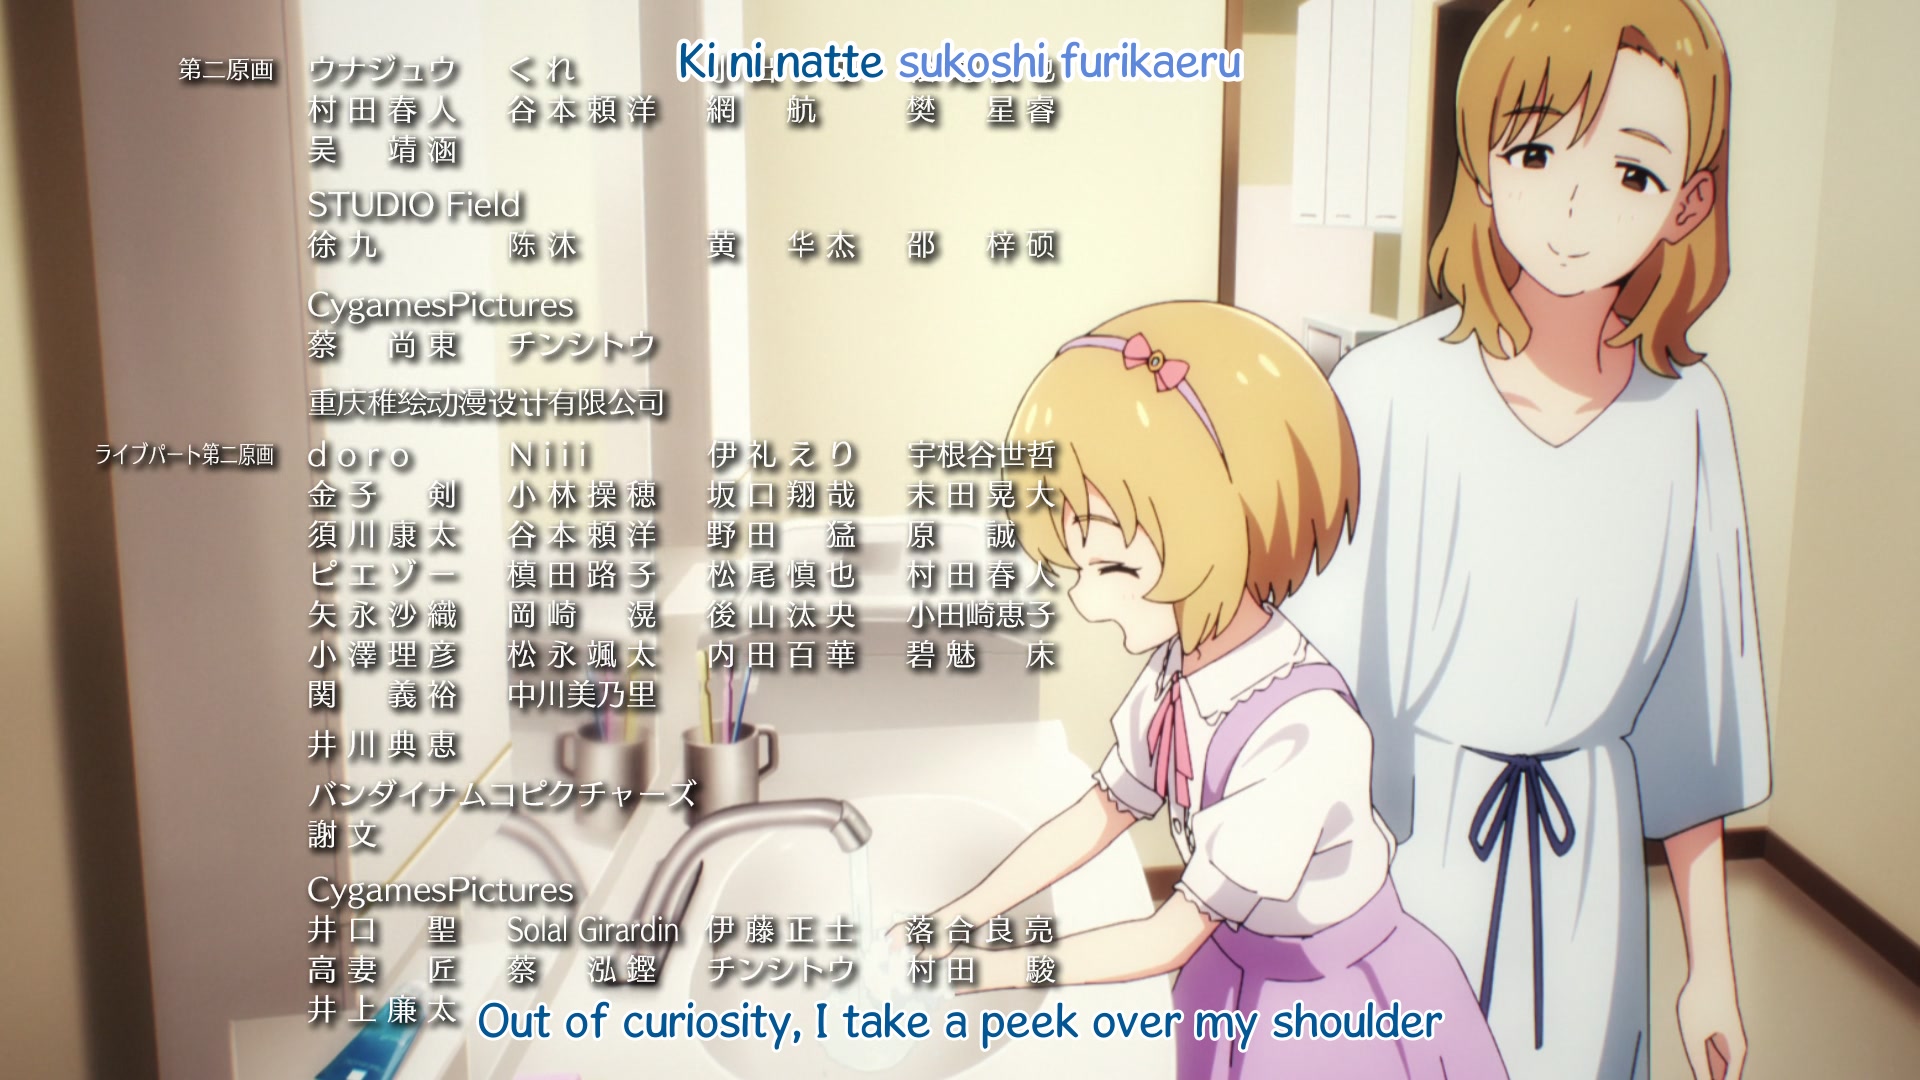 Ki ni natte sukoshi furikaeru
第二原画 ウナジュウ くれ
村田春人 谷本頼洋 網 航 樊 星睿
吴 靖涵
STUDIO Field
徐九 陈沐 黄 华杰 邵 梓硕
CygamesPictures
蔡 尚東 チンシトウ
重庆稚绘动漫设计有限公司
ライブパート第二原画 doro Niii 伊礼えり 宇根谷世哲
金子 剣 小林操穂 坂口翔哉 末田晃大
須川康太 谷本頼洋 野田 猛 原 誠
ピエゾー 槙田路子 松尾慎也 村田春人
矢永沙織 岡崎 滉 後山汰央 小田崎恵子
小澤理彦 松永颯太 内田百華 碧魅 床
関 義裕 中川美乃里
井川典恵
バンダイナムコピクチャーズ
謝文
CygamesPictures
井口 聖 Solal Girardin 伊藤正士 落合良亮
高妻 匠 蔡 泓鏗 チンシトウ 村田 駿
井上廉太
Out of curiosity, I take a peek over my shoulder